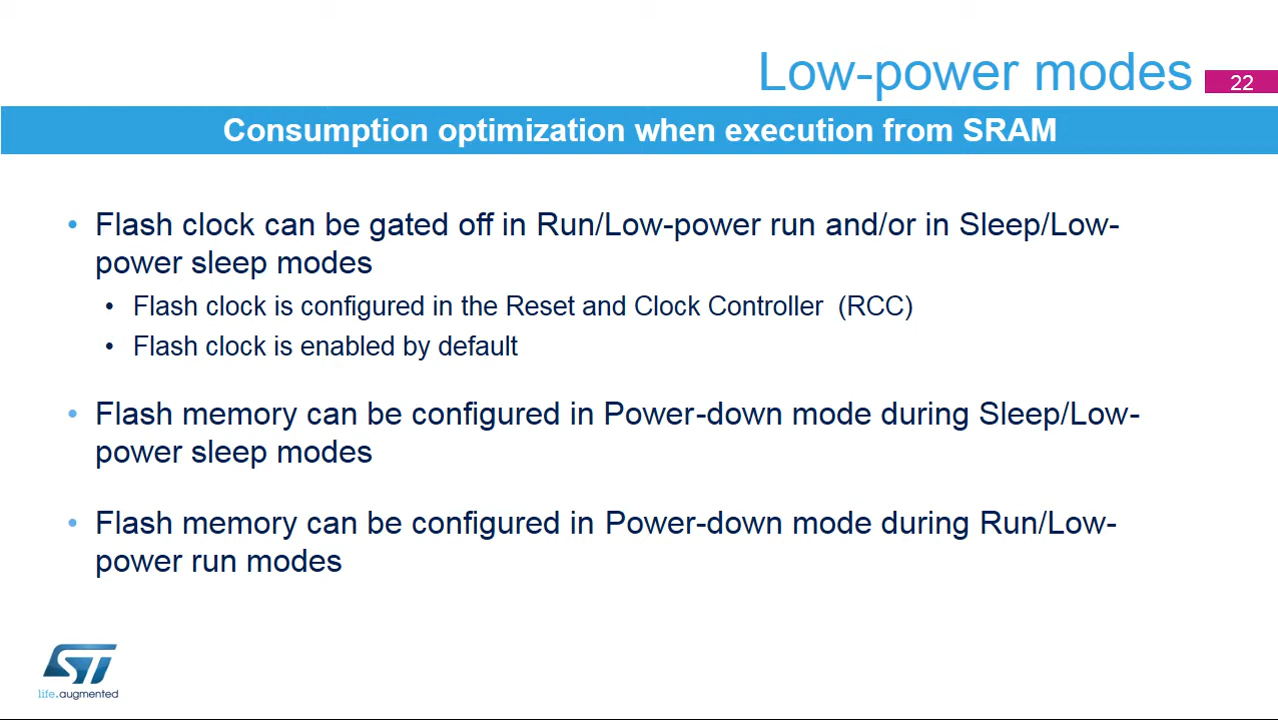 Low-power modes
22
Consumption optimization when execution from SRAM
• Flash clock can be gated off in Run/Low-power run and/or in Sleep/Low-
power sleep modes
• Flash clock is configured in the Reset and Clock Controller (RCC)
• Flash clock is enabled by default
• Flash memory can be configured in Power-down mode during Sleep/Low-
power sleep modes
• Flash memory can be configured in Power-down mode during Run/Low-
power run modes
ST
life.augmented